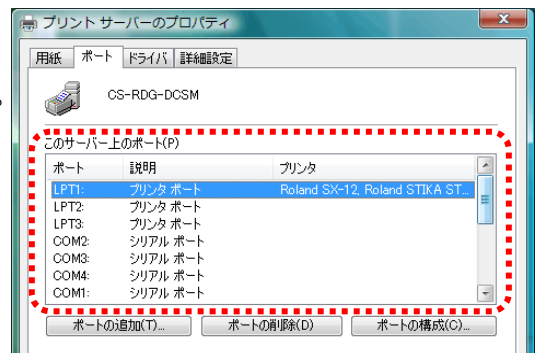 プリント サーバーのプロパティ
用紙 ポート ドライバ 詳細設定
CS-RDG-DCSM
このサーバー上のポート(P)
ポート 説明 プリンタ
LPT1: プリンタ ポート Roland SX-12, Roland STIKA ST...
LPT2: プリンタ ポート
LPT3: プリンタ ポート
COM2: シリアル ポート
COM3: シリアル ポート
COM4: シリアル ポート
COM1: シリアル ポート
ポートの追加(T)... ポートの削除(D) ポートの構成(C)...